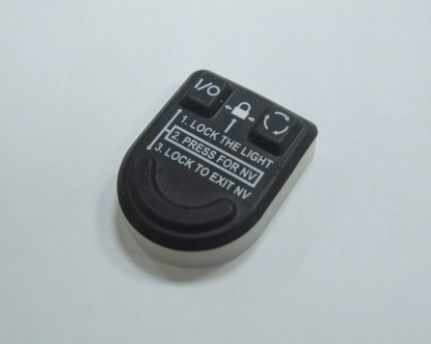 I/O
1. LOCK THE LIGHT
2. PRESS FOR NV
3. LOCK TO EXIT NV